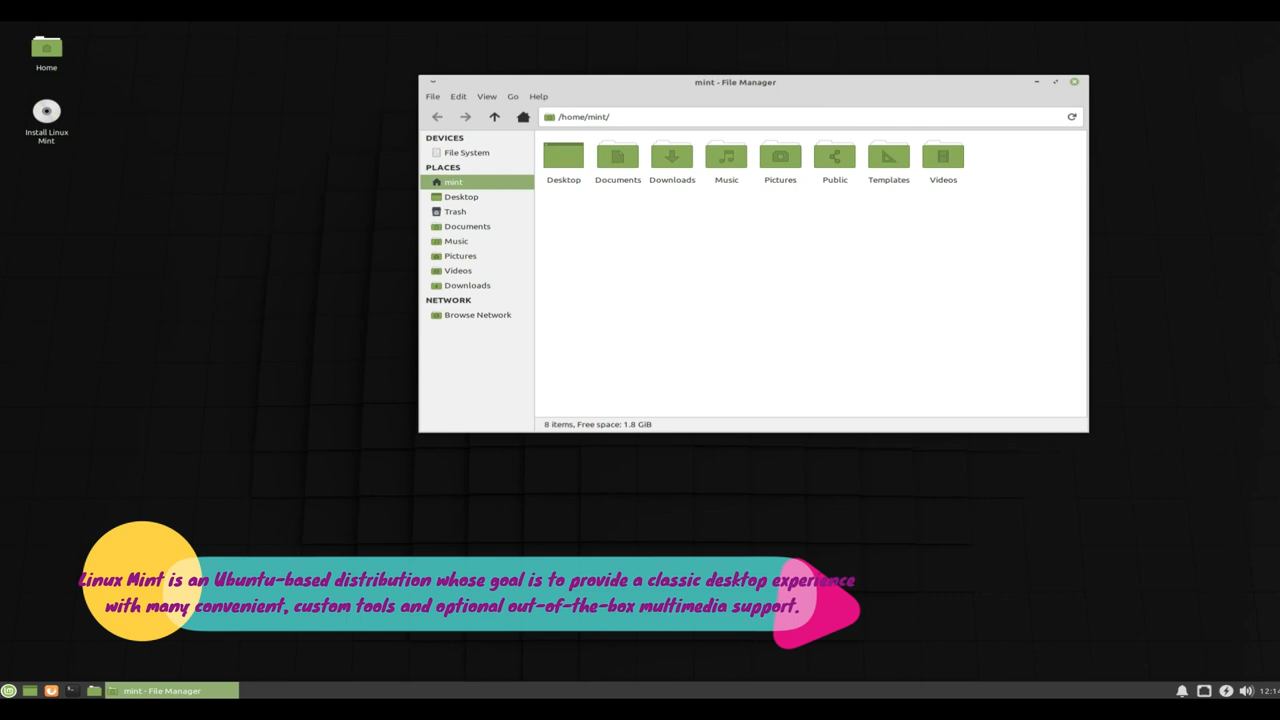 Home
Install Linux
Mint
mint - File Manager
File Edit View Go Help
/home/mint/
DEVICES
File System
PLACES
mint
Desktop
Trash
Documents
Music
Pictures
Videos
Downloads
NETWORK
Browse Network
Desktop Documents Downloads Music Pictures Public Templates Videos
8 items, Free space: 1.8 GiB
Linux Mint is an Ubuntu-based distribution whose goal is to provide a classic desktop experience
with many convenient, custom tools and optional out-of-the-box multimedia support.
mint - File Manager
12:14